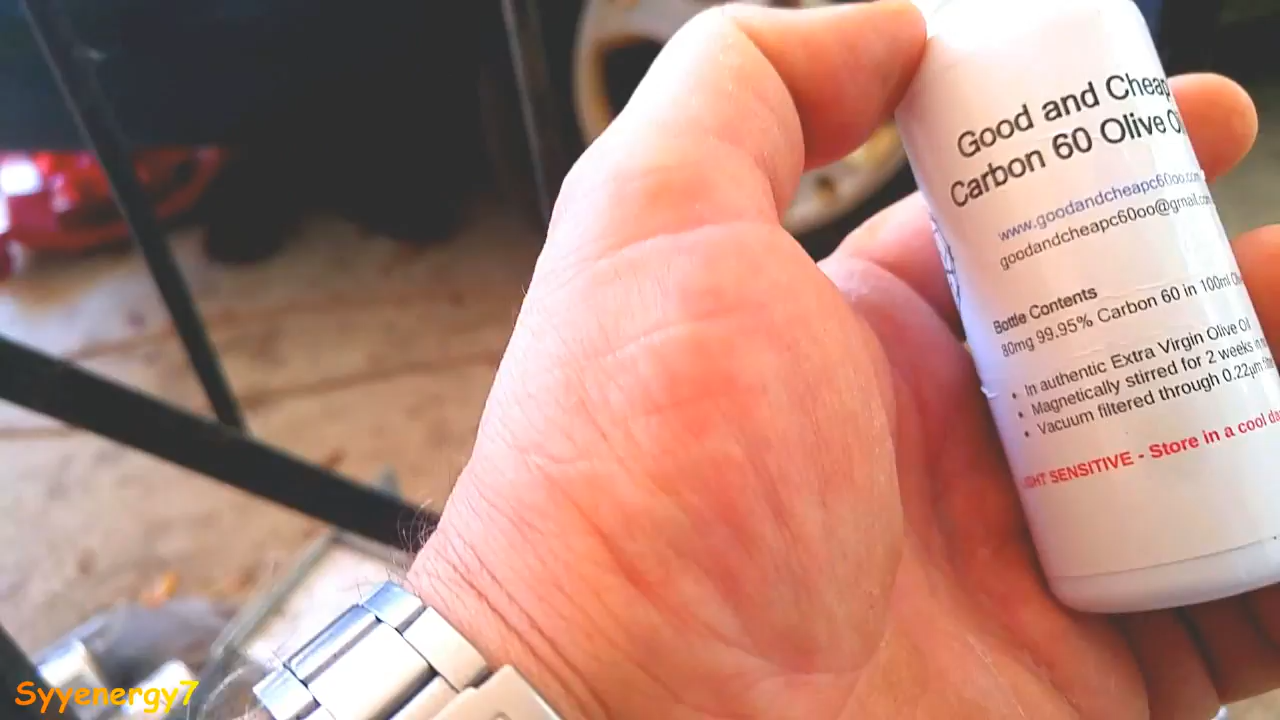 Good and Cheap
Carbon 60 Olive
www.goodandcheapc60oo.com
goodandcheapc60oo@gmail.com
Bottle Contents
80mg 99.95% Carbon 60 in 100ml
• In authentic Extra Virgin Olive Oil
• Magnetically stirred for 2 weeks in
• Vacuum filtered through 0.22µm
SENSITIVE - Store in a cool
Syyenergy7